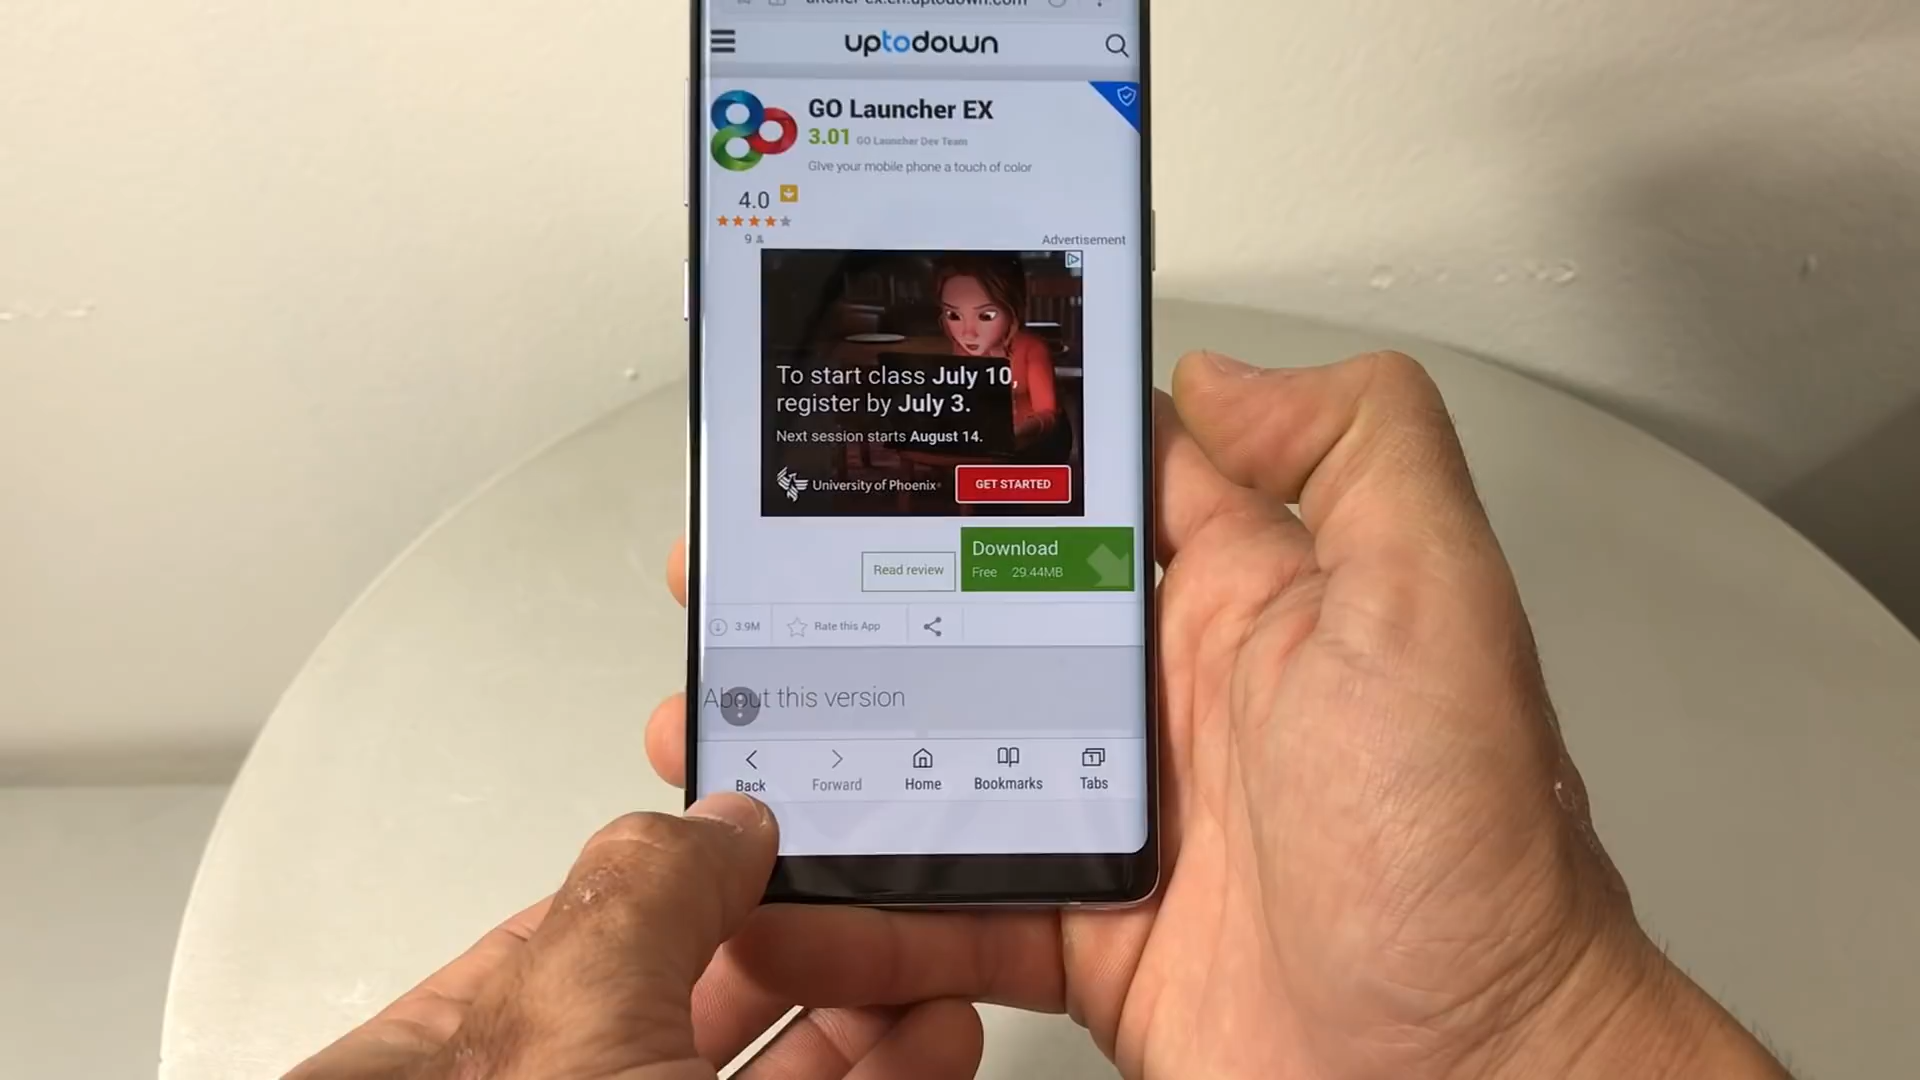 uptodown
GO Launcher EX
3.01 GO Launcher Dev Team
Give your mobile phone a touch of color
4.0
9
Advertisement
To start class July 10,
register by July 3.
Next session starts August 14.
University of Phoenix
GET STARTED
Read review
Download
Free 29.44MB
3.9M
Rate this App
About this version
Back
Forward
Home
Bookmarks
1
Tabs